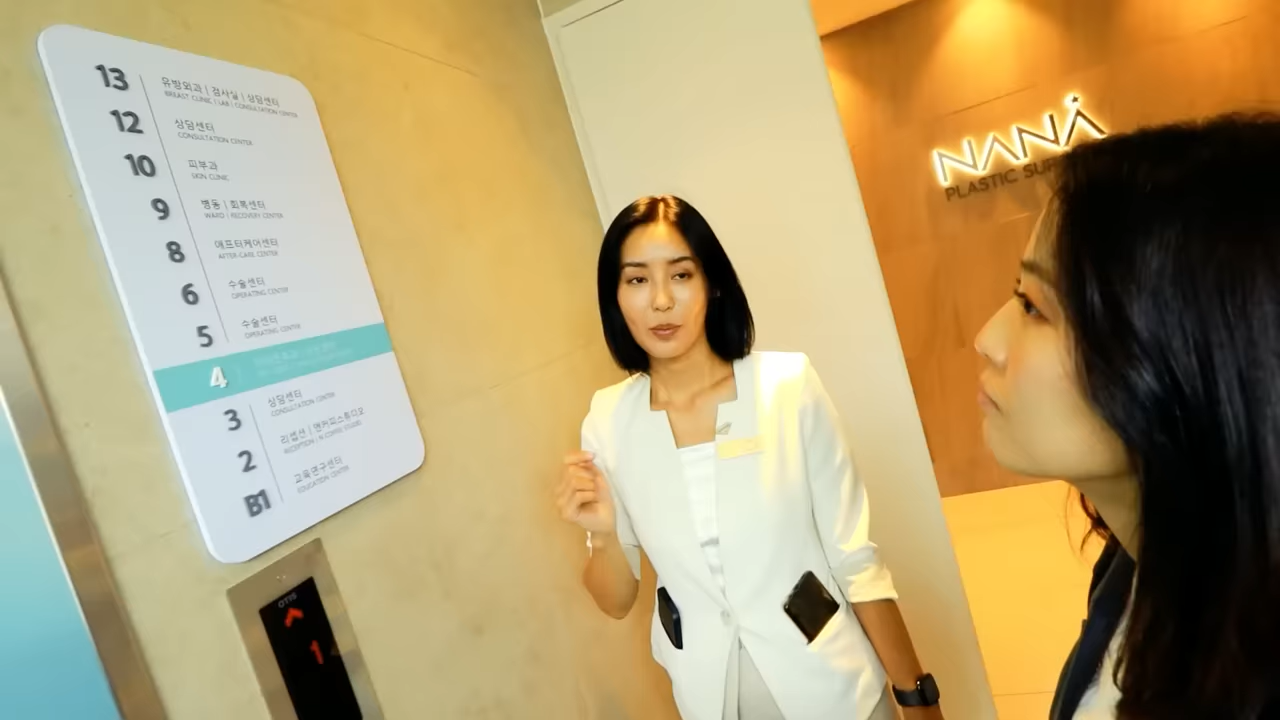 13
유방외과 | 검사실 | 상담센터
BREAST CLINIC | LAB | CONSULTATION CENTER
12
상담센터
CONSULTATION CENTER
10
피부과
SKIN CLINIC
9
병동 | 회복센터
WARD | RECOVERY CENTER
8
애프터케어센터
AFTER-CARE CENTER
6
수술센터
OPERATING CENTER
5
수술센터
OPERATING CENTER
4
3
상담센터
CONSULTATION CENTER
2
리셉션 | 앤커피스튜디오
RECEPTION | N COFFEE STUDIO
B1
교육연구센터
EDUCATION CENTER
OTIS
1
NANA
PLASTIC